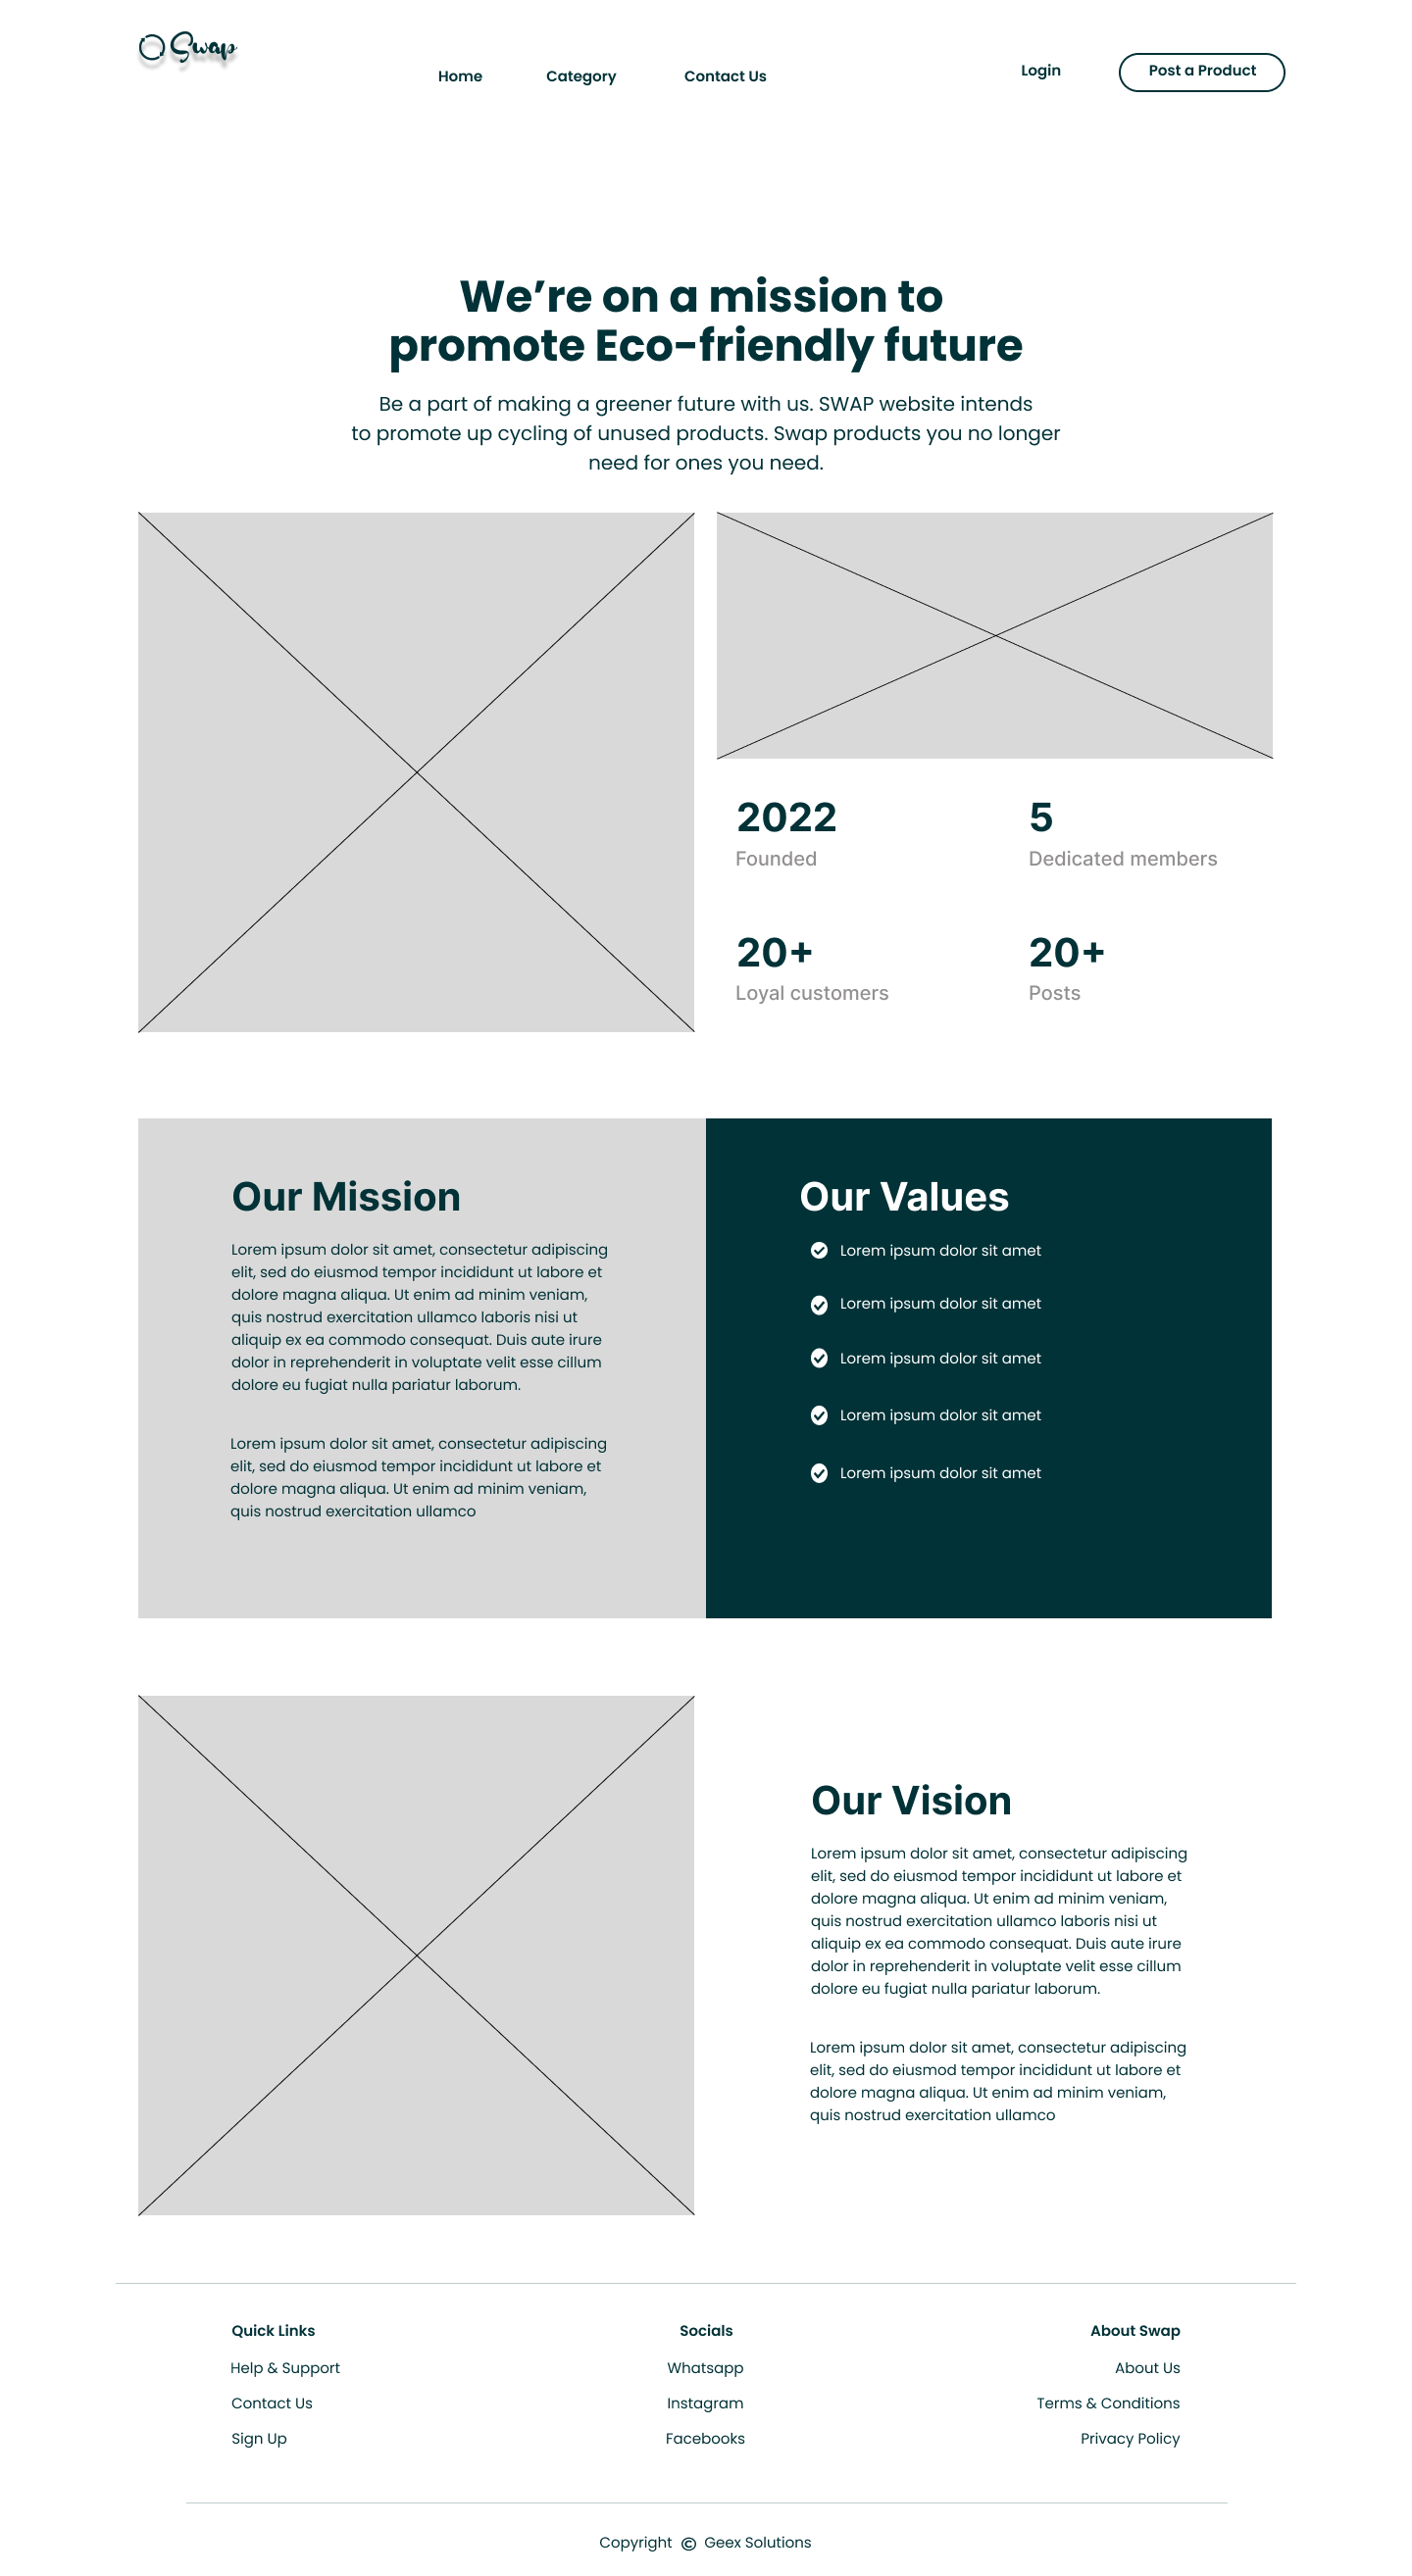 Swap
Home
Category
Contact Us
Login
Post a Product
We’re on a mission to
promote Eco-friendly future
Be a part of making a greener future with us. SWAP website intends
to promote up cycling of unused products. Swap products you no longer
need for ones you need.
2022
Founded
5
Dedicated members
20+
Loyal customers
20+
Posts
Our Mission
Lorem ipsum dolor sit amet, consectetur adipiscing
elit, sed do eiusmod tempor incididunt ut labore et
dolore magna aliqua. Ut enim ad minim veniam,
quis nostrud exercitation ullamco laboris nisi ut
aliquip ex ea commodo consequat. Duis aute irure
dolor in reprehenderit in voluptate velit esse cillum
dolore eu fugiat nulla pariatur laborum.
Lorem ipsum dolor sit amet, consectetur adipiscing
elit, sed do eiusmod tempor incididunt ut labore et
dolore magna aliqua. Ut enim ad minim veniam,
quis nostrud exercitation ullamco
Our Values
Lorem ipsum dolor sit amet
Lorem ipsum dolor sit amet
Lorem ipsum dolor sit amet
Lorem ipsum dolor sit amet
Lorem ipsum dolor sit amet
Our Vision
Lorem ipsum dolor sit amet, consectetur adipiscing
elit, sed do eiusmod tempor incididunt ut labore et
dolore magna aliqua. Ut enim ad minim veniam,
quis nostrud exercitation ullamco laboris nisi ut
aliquip ex ea commodo consequat. Duis aute irure
dolor in reprehenderit in voluptate velit esse cillum
dolore eu fugiat nulla pariatur laborum.
Lorem ipsum dolor sit amet, consectetur adipiscing
elit, sed do eiusmod tempor incididunt ut labore et
dolore magna aliqua. Ut enim ad minim veniam,
quis nostrud exercitation ullamco
Quick Links
Help & Support
Contact Us
Sign Up
Socials
Whatsapp
Instagram
Facebooks
About Swap
About Us
Terms & Conditions
Privacy Policy
Copyright © Geex Solutions